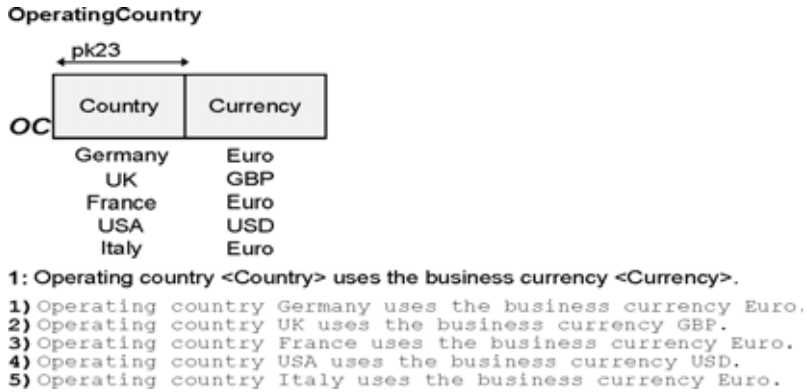 OperatingCountry
pk23
Country Currency
OC
Germany Euro
UK GBP
France Euro
USA USD
Italy Euro
1: Operating country <Country> uses the business currency <Currency>.
1) Operating country Germany uses the business currency Euro.
2) Operating country UK uses the business currency GBP.
3) Operating country France uses the business currency Euro.
4) Operating country USA uses the business currency USD.
5) Operating country Italy uses the business currency Euro.